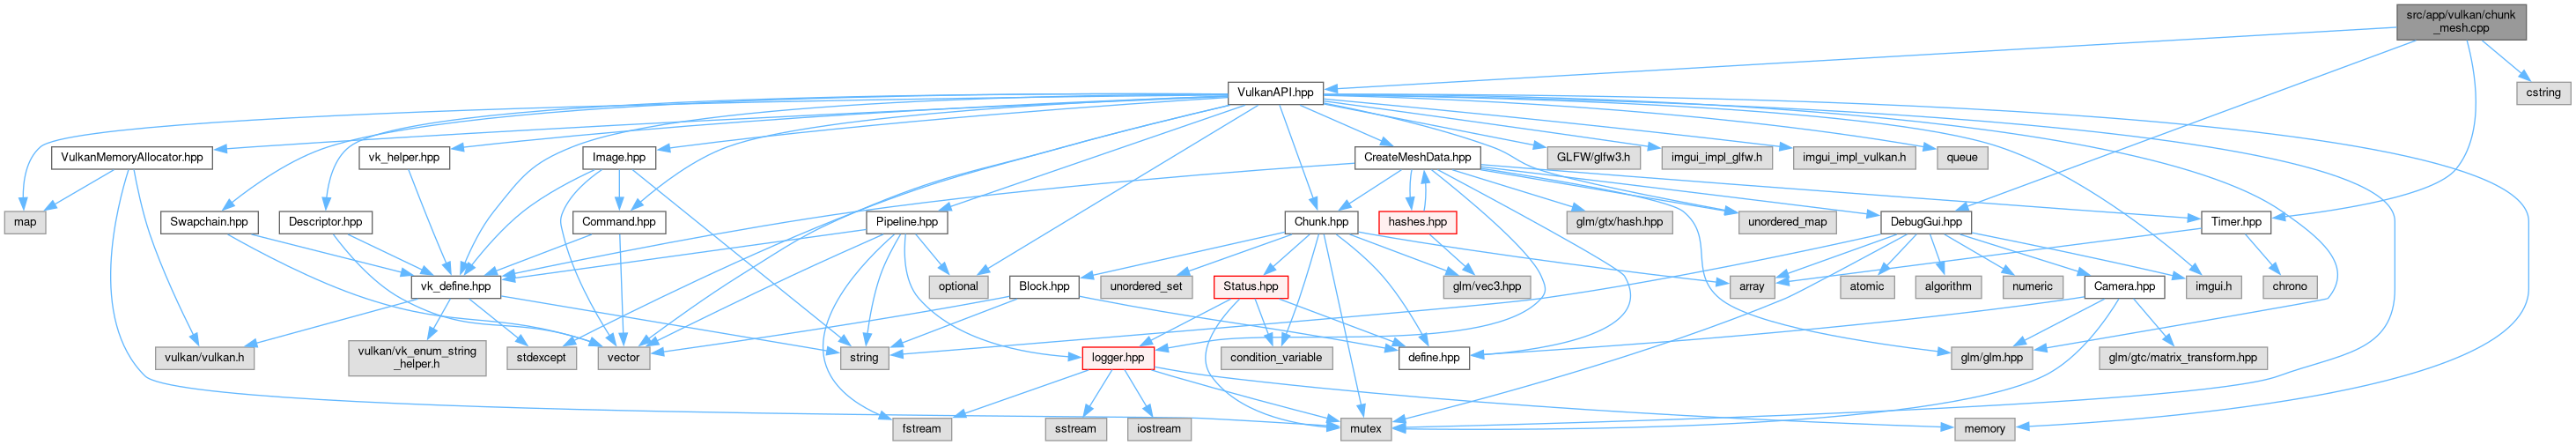 src/app/vulkan/chunk
_mesh.cpp
VulkanAPI.hpp
cstring
VulkanMemoryAllocator.hpp
vk_helper.hpp
Image.hpp
CreateMeshData.hpp
GLFW/glfw3.h
imgui_impl_glfw.h
imgui_impl_vulkan.h
queue
map
Swapchain.hpp
Descriptor.hpp
Command.hpp
Pipeline.hpp
Chunk.hpp
hashes.hpp
glm/gtx/hash.hpp
unordered_map
DebugGui.hpp
Timer.hpp
vk_define.hpp
optional
Block.hpp
unordered_set
Status.hpp
glm/vec3.hpp
array
atomic
algorithm
numeric
Camera.hpp
imgui.h
chrono
vulkan/vulkan.h
vulkan/vk_enum_string
_helper.h
stdexcept
vector
string
logger.hpp
condition_variable
define.hpp
glm/glm.hpp
glm/gtc/matrix_transform.hpp
fstream
sstream
iostream
mutex
memory